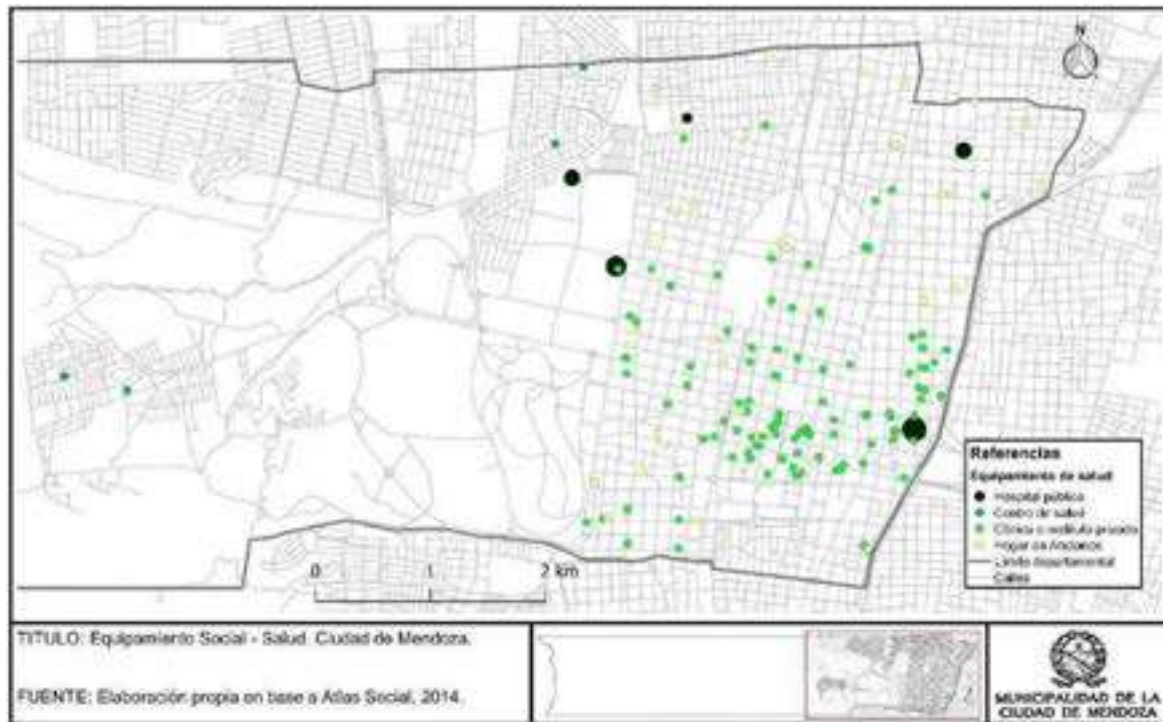 N
Referencias
Equipamiento de salud
Hospital público
Centro de salud
Clínica o instituto privado
Hogar de Ancianos
Límite departamental
Calles
0 1 2 km
TITULO: Equipamiento Social - Salud. Ciudad de Mendoza.
FUENTE: Elaboración propia en base a Atlas Social, 2014.
MUNICIPALIDAD DE LA
CIUDAD DE MENDOZA